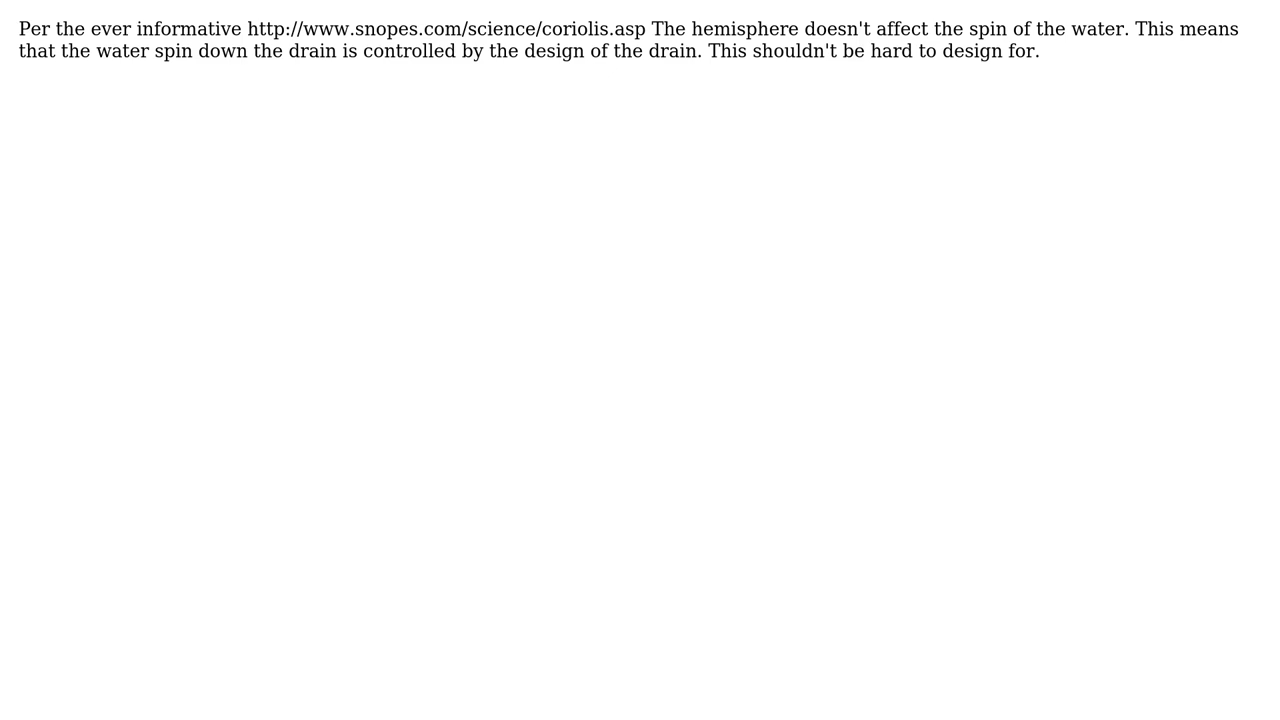 Per the ever informative http://www.snopes.com/science/coriolis.asp The hemisphere doesn't affect the spin of the water. This means
that the water spin down the drain is controlled by the design of the drain. This shouldn't be hard to design for.